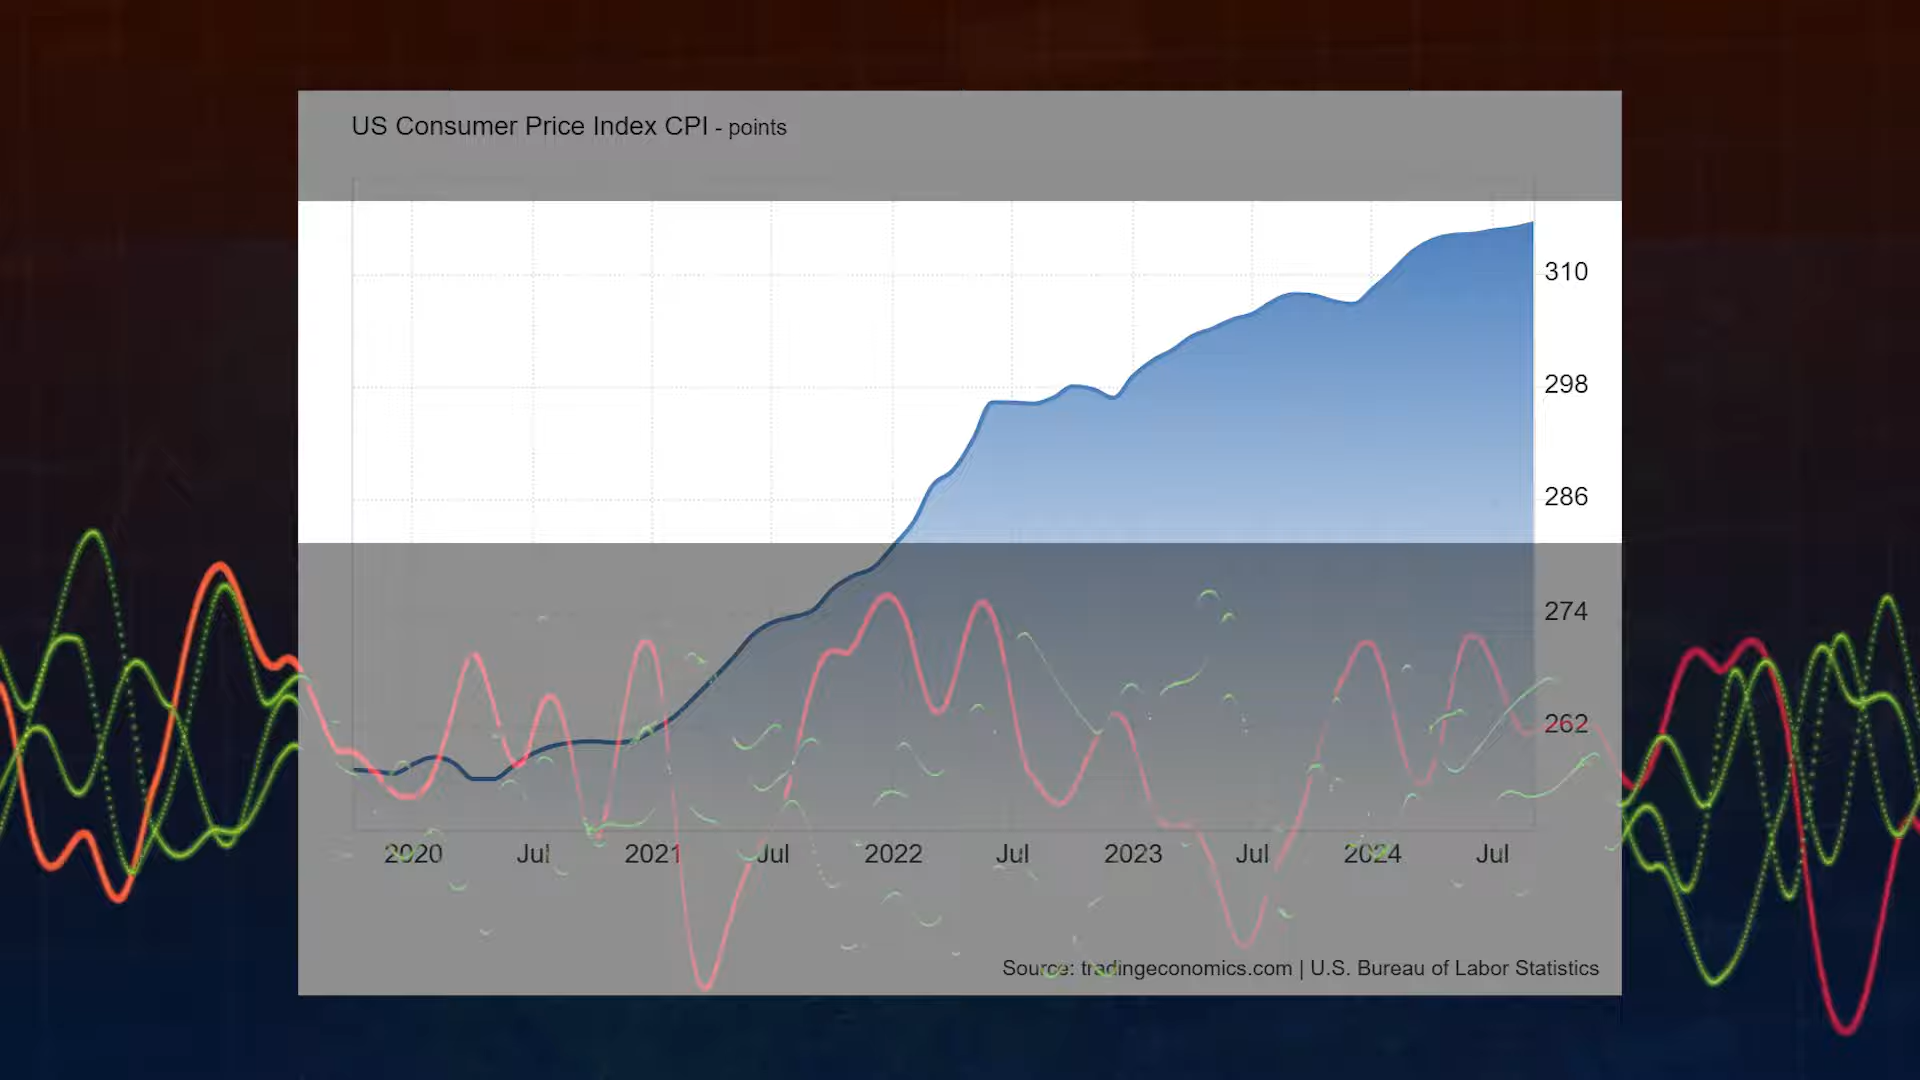 US Consumer Price Index CPI - points
310
298
286
274
262
2020 Jul 2021 Jul 2022 Jul 2023 Jul 2024 Jul
Source: tradingeconomics.com | U.S. Bureau of Labor Statistics